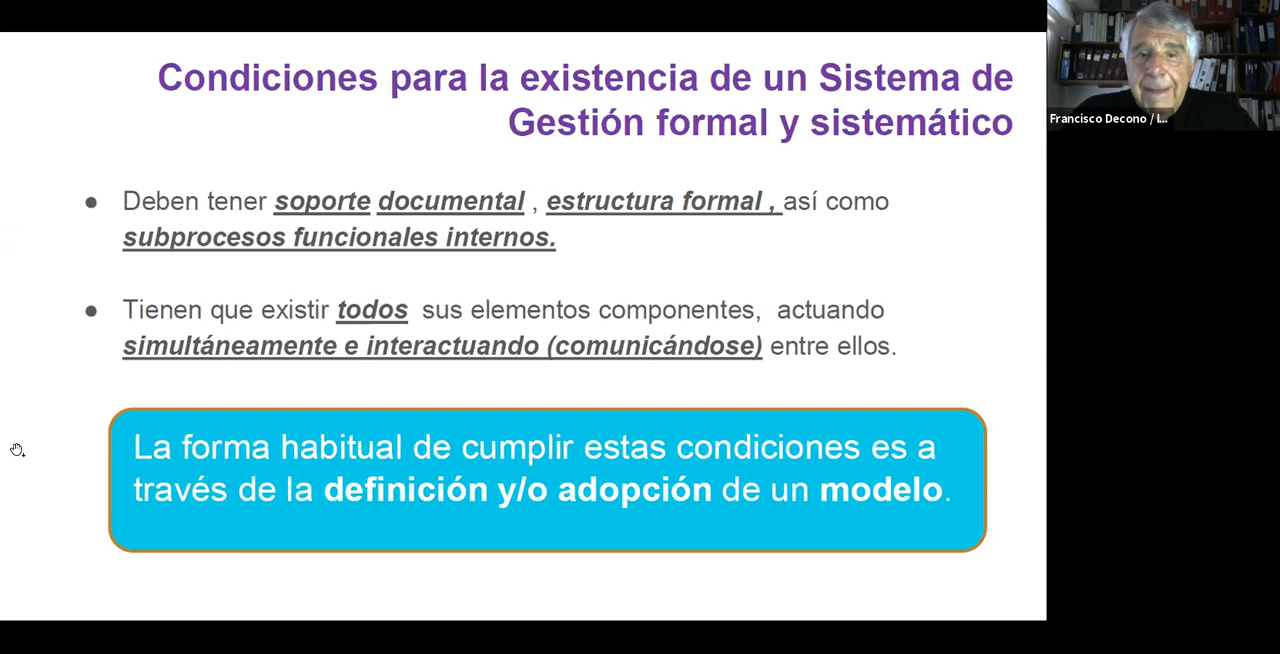 Condiciones para la existencia de un Sistema de
Gestión formal y sistemático
● Deben tener soporte documental , estructura formal , así como
subprocesos funcionales internos.
● Tienen que existir todos sus elementos componentes, actuando
simultáneamente e interactuando (comunicándose) entre ellos.
La forma habitual de cumplir estas condiciones es a
través de la definición y/o adopción de un modelo.
Francisco Decono / I...